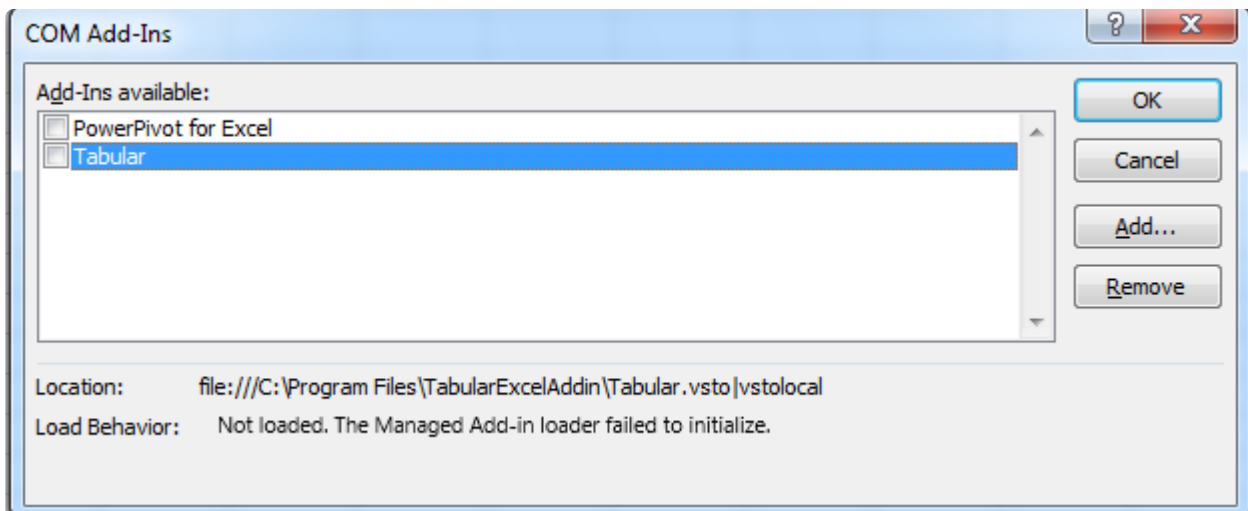 COM Add-Ins
Add-Ins available:
PowerPivot for Excel
Tabular
OK
Cancel
Add...
Remove
Location: file:///C:\Program Files\TabularExcelAddin\Tabular.vsto|vstolocal
Load Behavior: Not loaded. The Managed Add-in loader failed to initialize.